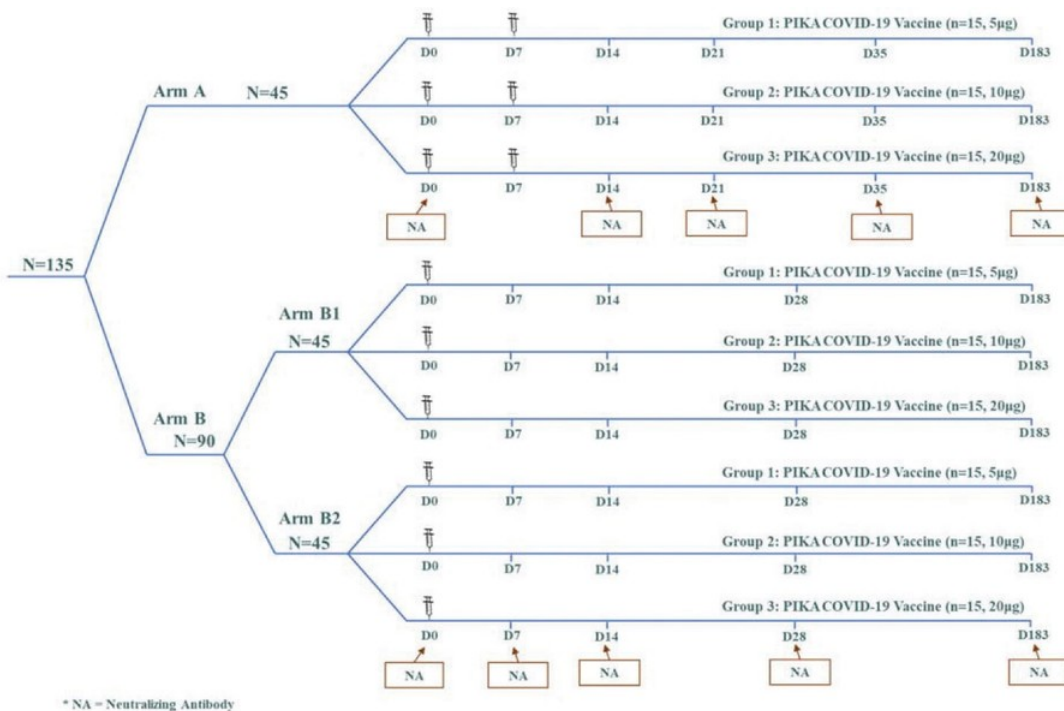 Group 1: PIKA COVID-19 Vaccine (n=15, 5µg)
D0 D7 D14 D21 D35 D183
Arm A N=45
Group 2: PIKA COVID-19 Vaccine (n=15, 10µg)
D0 D7 D14 D21 D35 D183
Group 3: PIKA COVID-19 Vaccine (n=15, 20µg)
D0 D7 D14 D21 D35 D183
NA NA NA NA NA
N=135
Group 1: PIKA COVID-19 Vaccine (n=15, 5µg)
D0 D7 D14 D28 D183
Arm B1
N=45
Group 2: PIKA COVID-19 Vaccine (n=15, 10µg)
D0 D7 D14 D28 D183
Group 3: PIKA COVID-19 Vaccine (n=15, 20µg)
D0 D7 D14 D28 D183
Arm B
N=90
Group 1: PIKA COVID-19 Vaccine (n=15, 5µg)
D0 D7 D14 D28 D183
Arm B2
N=45
Group 2: PIKA COVID-19 Vaccine (n=15, 10µg)
D0 D7 D14 D28 D183
Group 3: PIKA COVID-19 Vaccine (n=15, 20µg)
D0 D7 D14 D28 D183
NA NA NA NA NA
* NA = Neutralizing Antibody